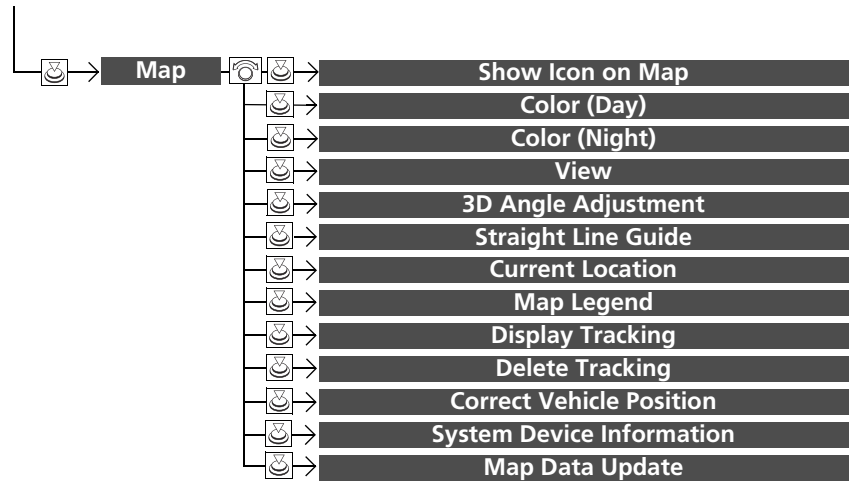 Map
Show Icon on Map
Color (Day)
Color (Night)
View
3D Angle Adjustment
Straight Line Guide
Current Location
Map Legend
Display Tracking
Delete Tracking
Correct Vehicle Position
System Device Information
Map Data Update